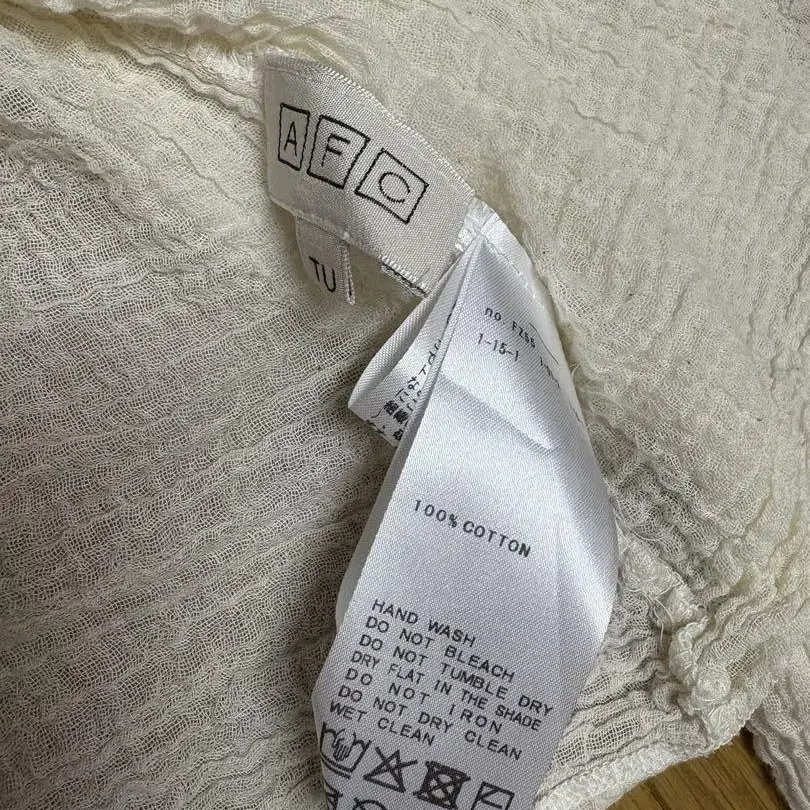 AFC
TU
1-15-1
100% COTTON
HAND WASH
DO NOT BLEACH
DO NOT TUMBLE DRY
DRY FLAT IN THE SHADE
DO NOT IRON
DO NOT DRY CLEAN
WET CLEAN